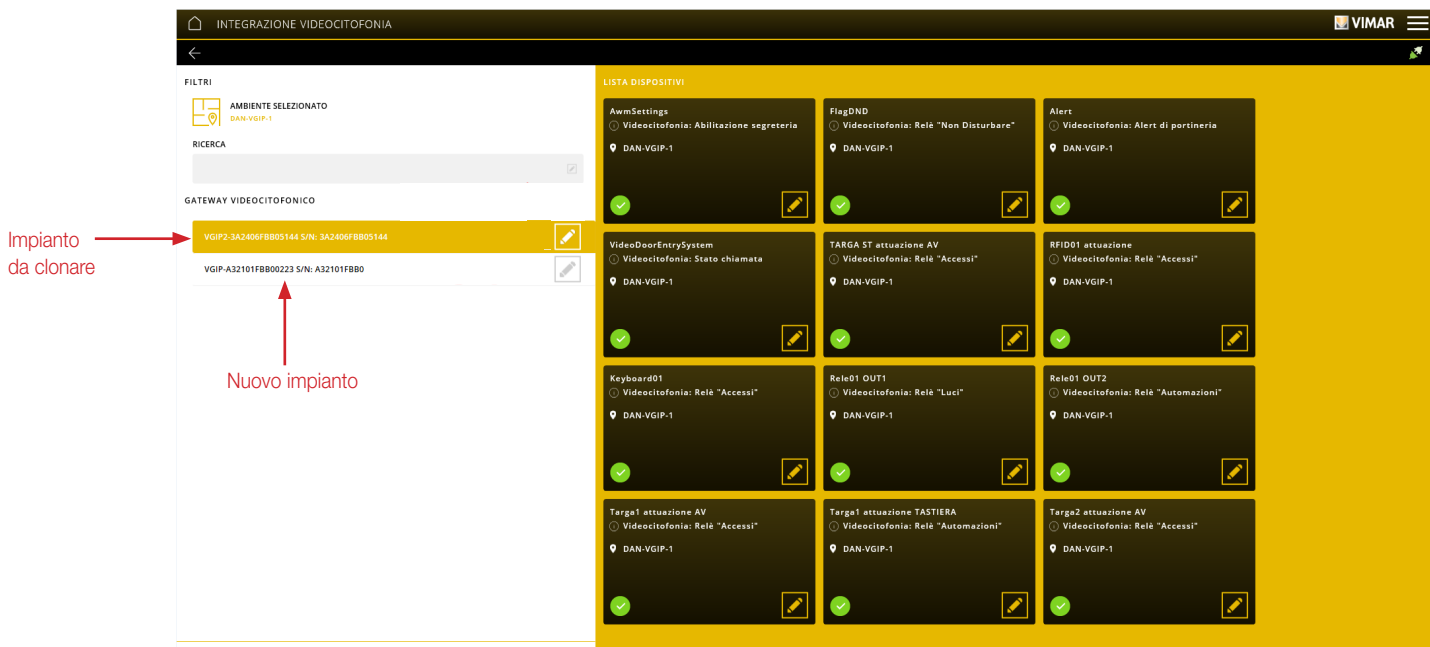 INTEGRAZIONE VIDEOCITOFONIA
VIMAR
FILTRI
AMBIENTE SELEZIONATO
DAN-VGIP-1
RICERCA
GATEWAY VIDEOCITOFONICO
Impianto
da clonare
VGIP2-3A2406FBB05144 S/N: 3A2406FBB05144
VGIP-A32101FBB00223 S/N: A32101FBB0
Nuovo impianto
LISTA DISPOSITIVI
AwmSettings
Videocitofonia: Abilitazione segreteria
DAN-VGIP-1
FlagDND
Videocitofonia: Relè "Non Disturbare"
DAN-VGIP-1
Alert
Videocitofonia: Alert di portineria
DAN-VGIP-1
VideoDoorEntrySystem
Videocitofonia: Stato chiamata
DAN-VGIP-1
TARGA ST attuazione AV
Videocitofonia: Relè "Accessi"
DAN-VGIP-1
RFID01 attuazione
Videocitofonia: Relè "Accessi"
DAN-VGIP-1
Keyboard01
Videocitofonia: Relè "Accessi"
DAN-VGIP-1
Rele01 OUT1
Videocitofonia: Relè "Luci"
DAN-VGIP-1
Rele01 OUT2
Videocitofonia: Relè "Automazioni"
DAN-VGIP-1
Targa1 attuazione AV
Videocitofonia: Relè "Accessi"
DAN-VGIP-1
Targa1 attuazione TASTIERA
Videocitofonia: Relè "Automazioni"
DAN-VGIP-1
Targa2 attuazione AV
Videocitofonia: Relè "Accessi"
DAN-VGIP-1